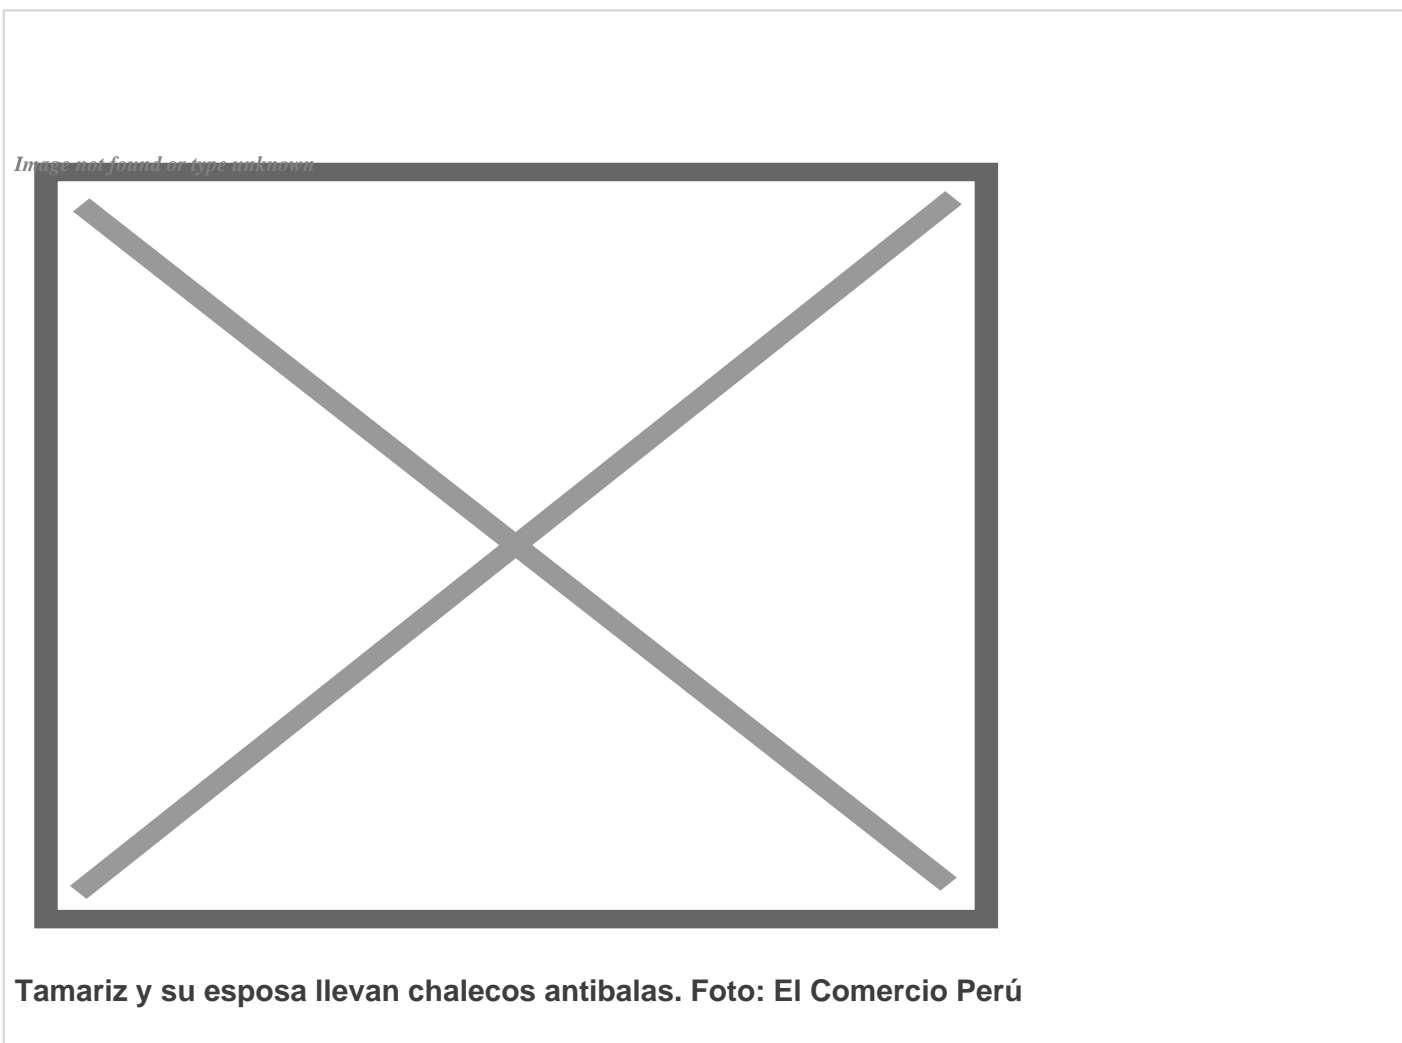 Image not found or type unknown
Tamariz y su esposa llevan chalecos antibalas. Foto: El Comercio Perú